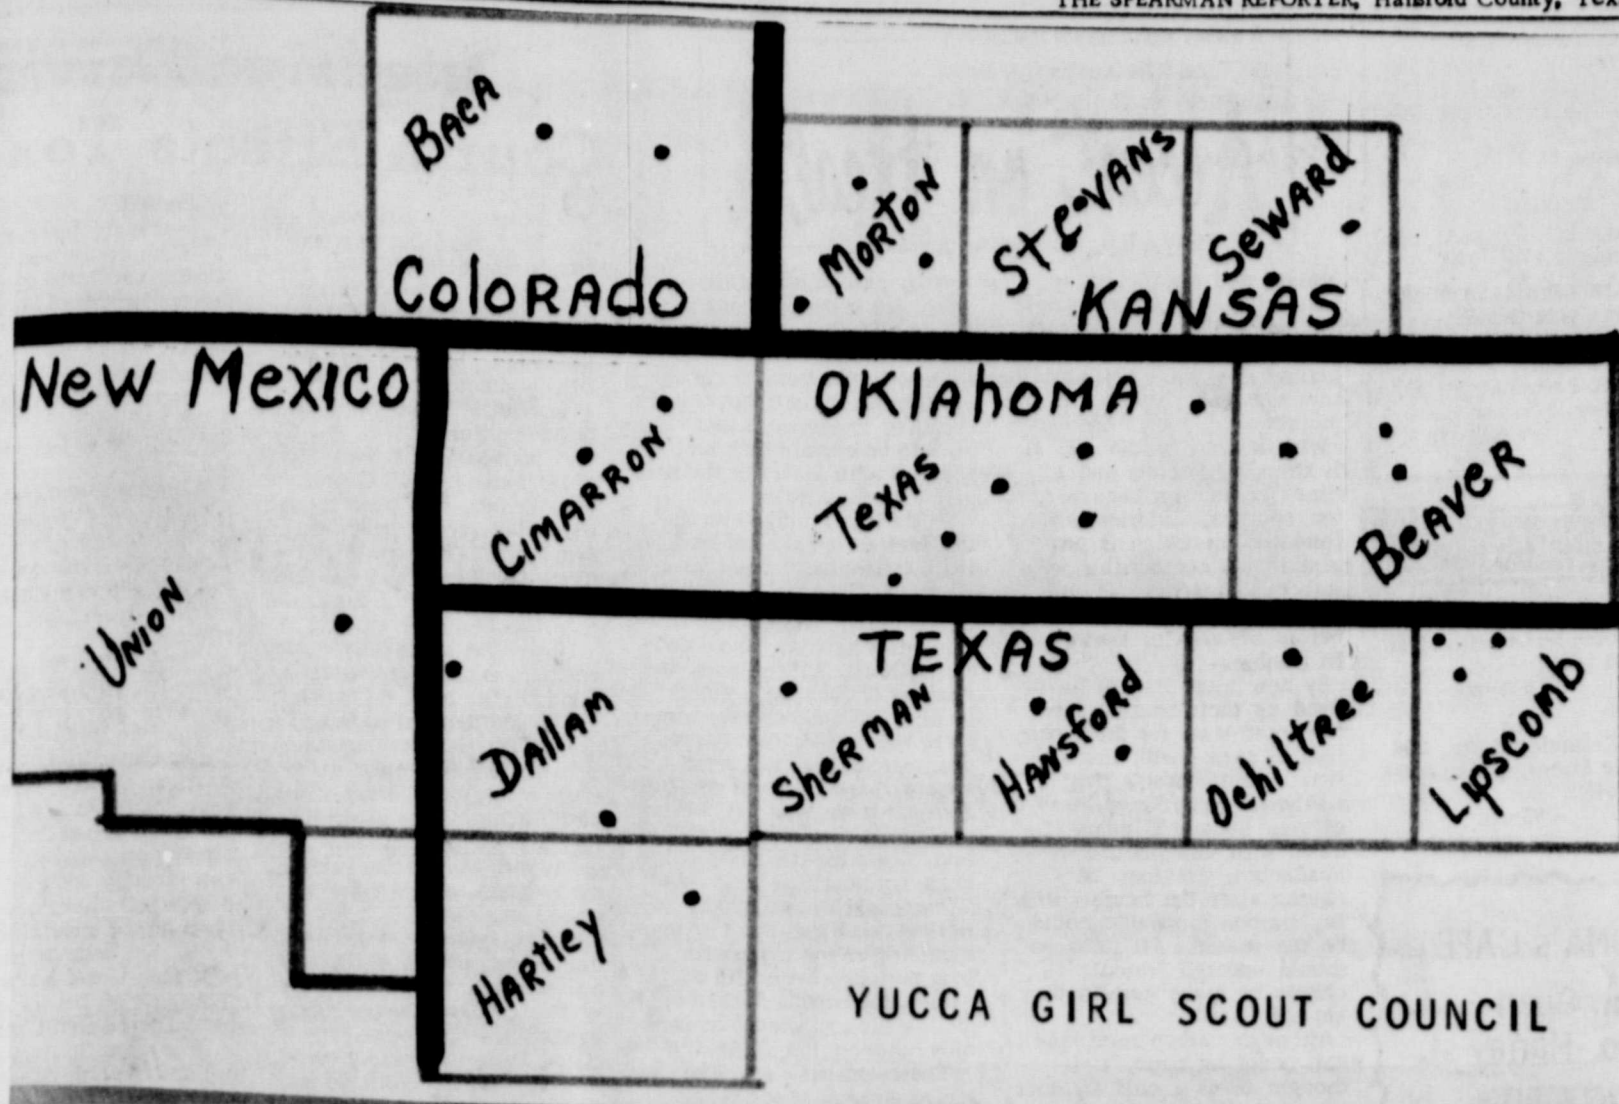 THE SPEARMAN REPORTER, Hansford County, Tex
BACA
COlORAdo
MORTON
StEVANS
SeWARd
KANSAS
New Mexico
UNION
CIMARRON
OKlAhoMA
TexAS
BeAVeR
TEXAS
DAllAM
SheRMAN
HANSfoRd
OchiltRee
Lipscomb
HARtley
YUCCA GIRL SCOUT COUNCIL